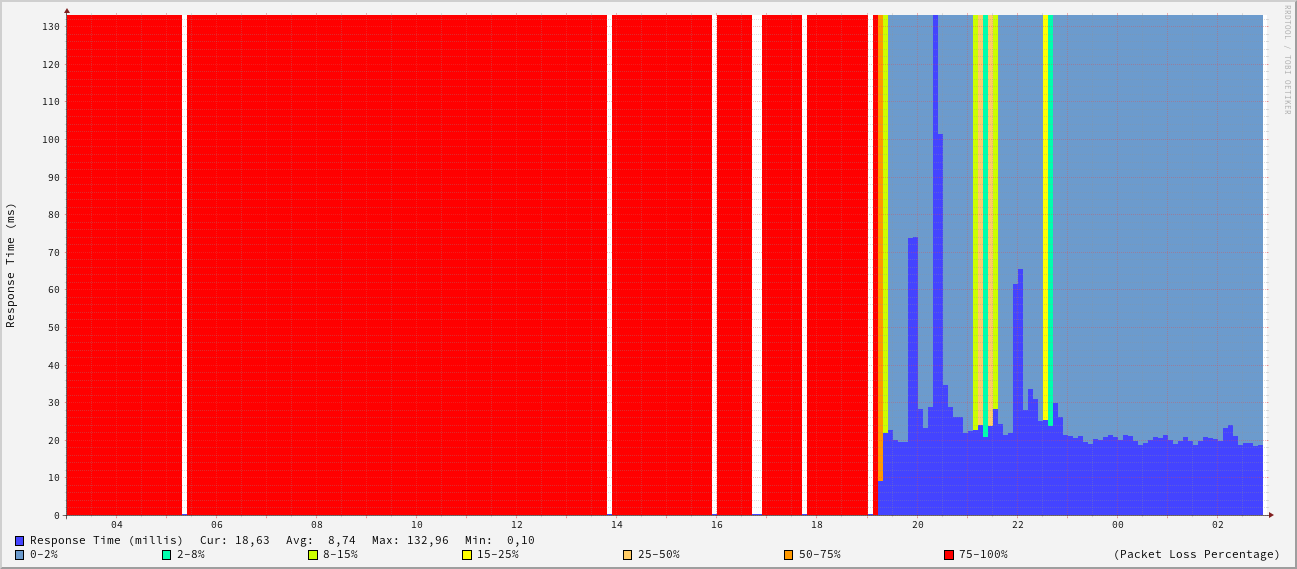 RRDTOOL / TOBI OETIKER
Response Time (ms)
130
120
110
100
90
80
70
60
50
40
30
20
10
0
04 06 08 10 12 14 16 18 20 22 00 02
Response Time (millis) Cur: 18,63 Avg: 8,74 Max: 132,96 Min: 0,10
0-2% 2-8% 8-15% 15-25% 25-50% 50-75% 75-100% (Packet Loss Percentage)